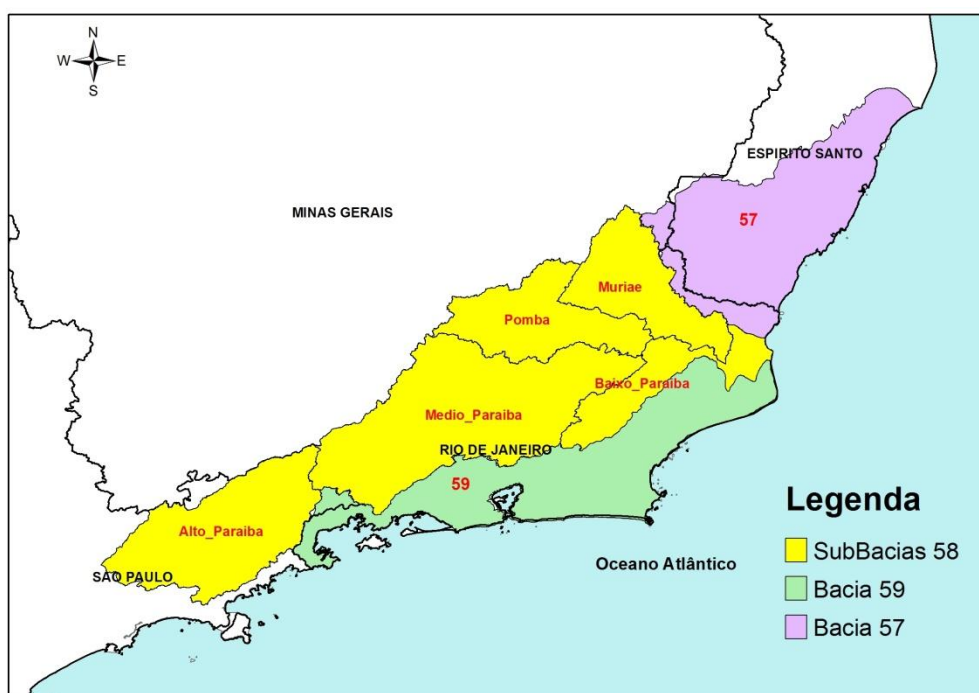 N
W E
S
ESPIRITO SANTO
MINAS GERAIS
57
Muriae
Pomba
Baixo_Paraiba
Medio_Paraiba
RIO DE JANEIRO
59
Alto_Paraiba
SAO PAULO
Oceano Atlântico
Legenda
SubBacias 58
Bacia 59
Bacia 57